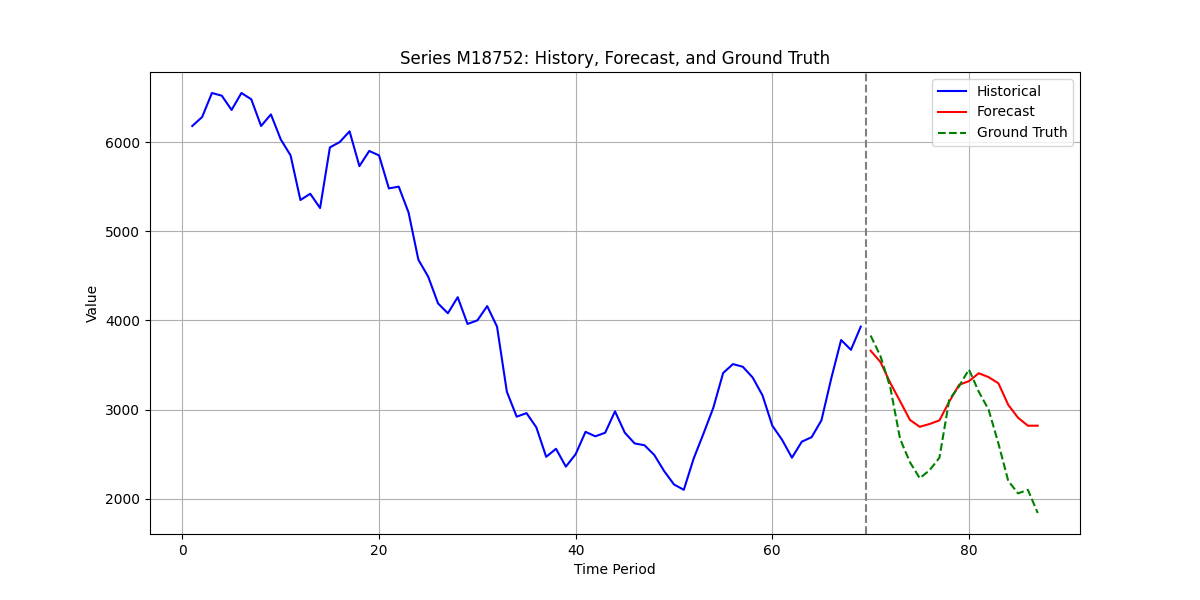 Series M18752: History, Forecast, and Ground Truth
Historical
Forecast
Ground Truth
Value
6000
5000
4000
3000
2000
0 20 40 60 80
Time Period